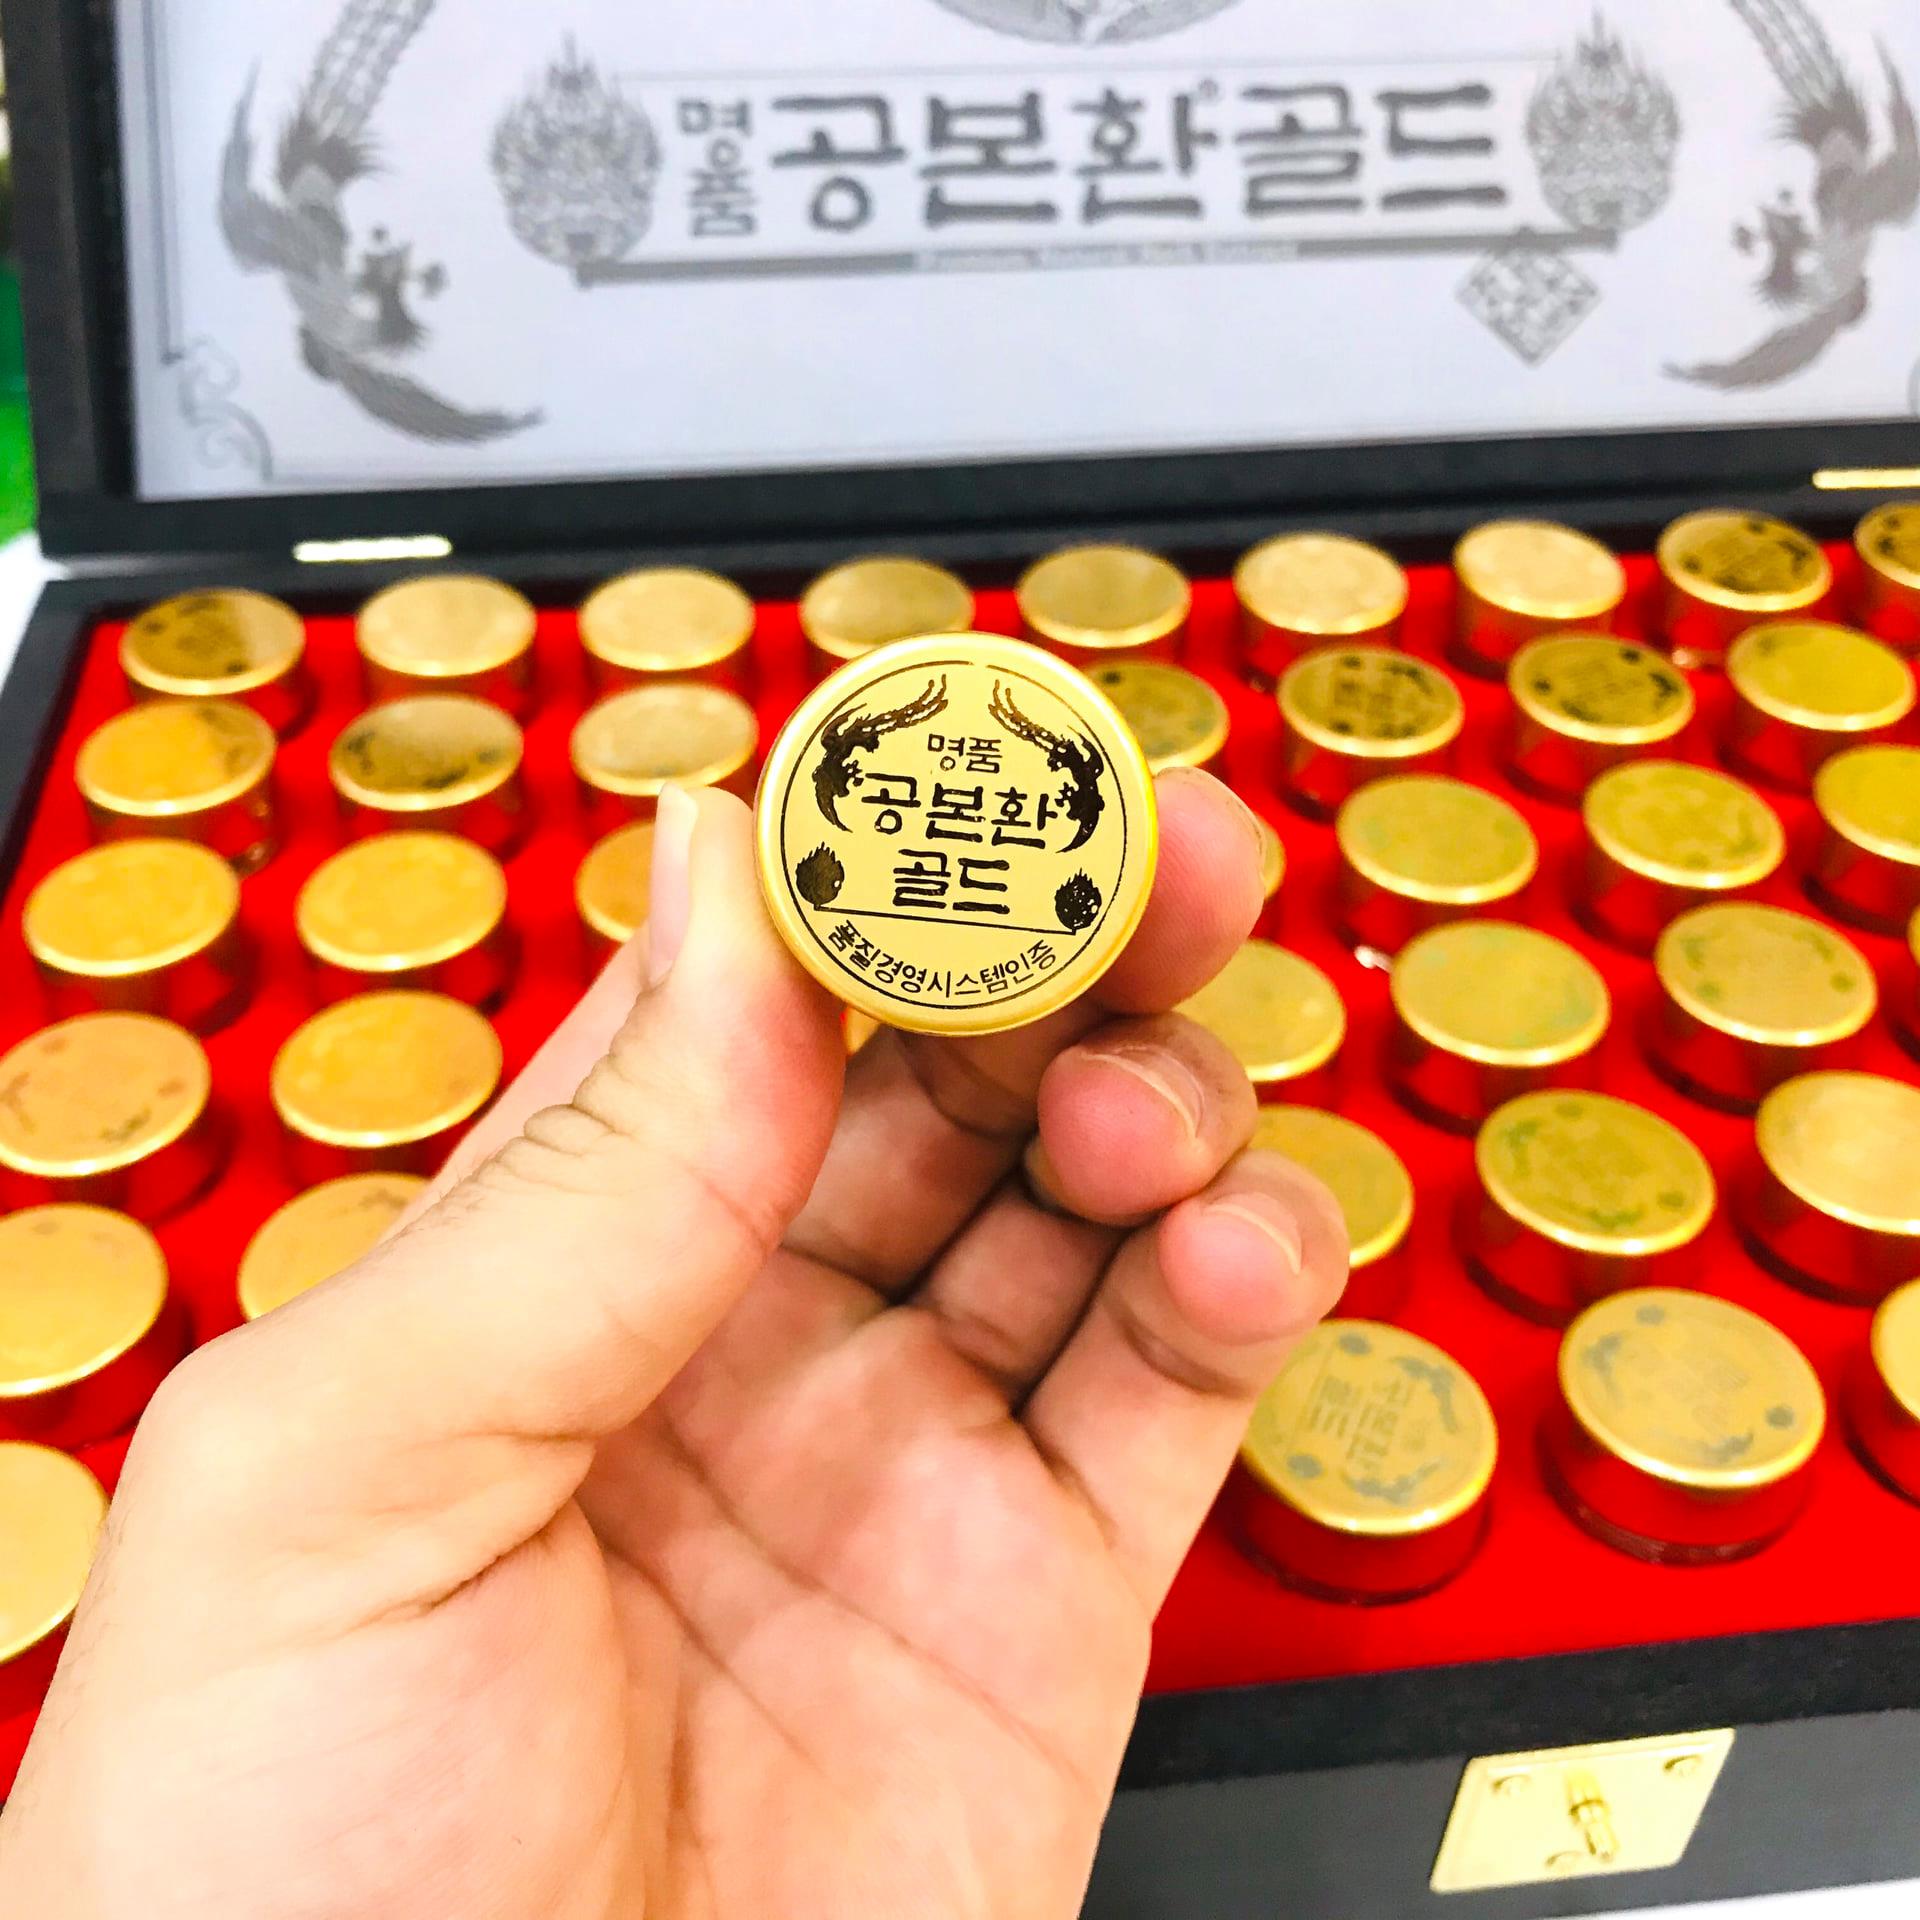 명품 공본환 골드
명품
공본환
골드
품질경영시스템인증